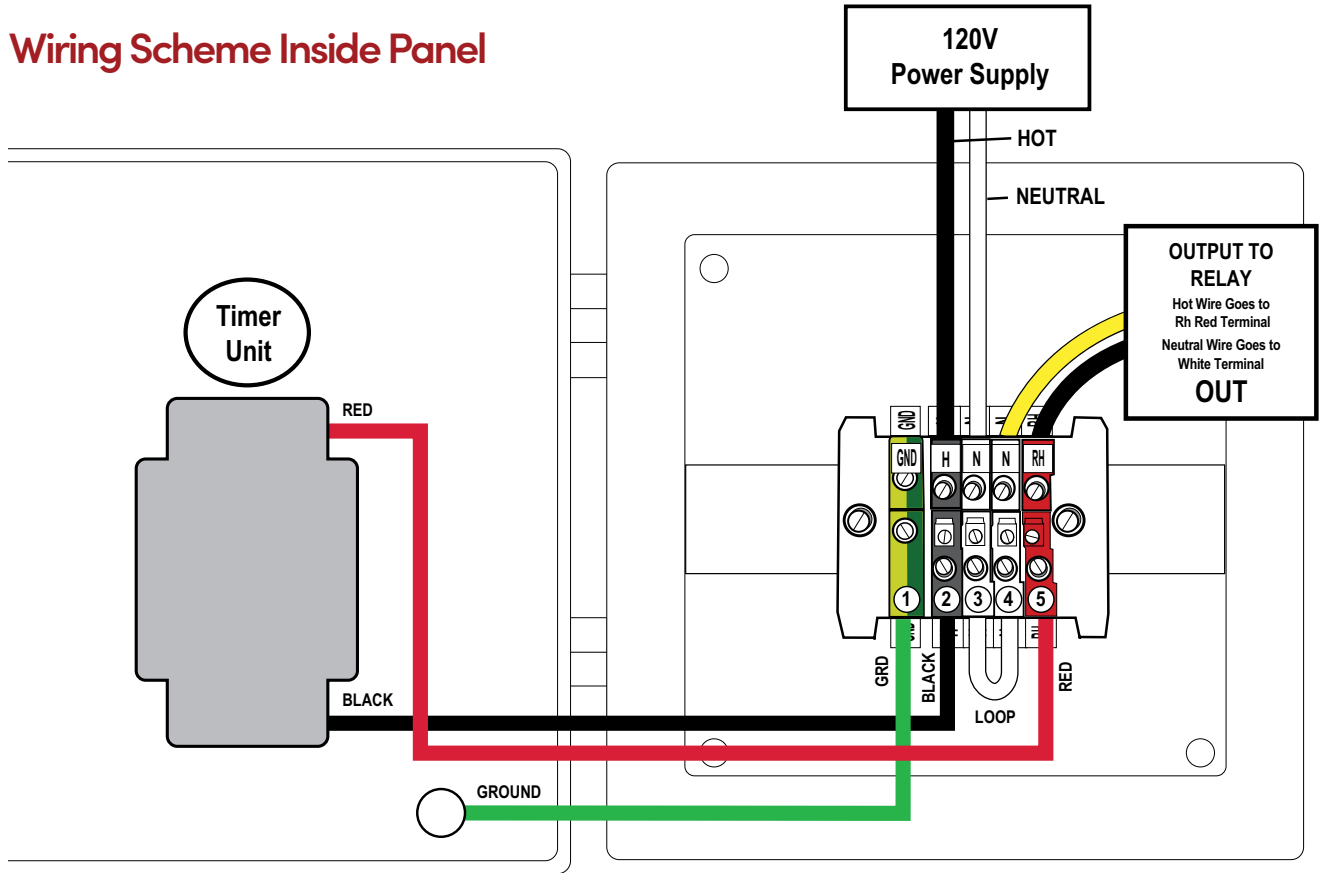 Wiring Scheme Inside Panel
120V
Power Supply
HOT
NEUTRAL
OUTPUT TO
RELAY
Hot Wire Goes to
Rh Red Terminal
Neutral Wire Goes to
White Terminal
OUT
Timer
Unit
RED
BLACK
GROUND
GND
GND H N N RH
1 2 3 4 5
GRD
BLACK
LOOP
RED